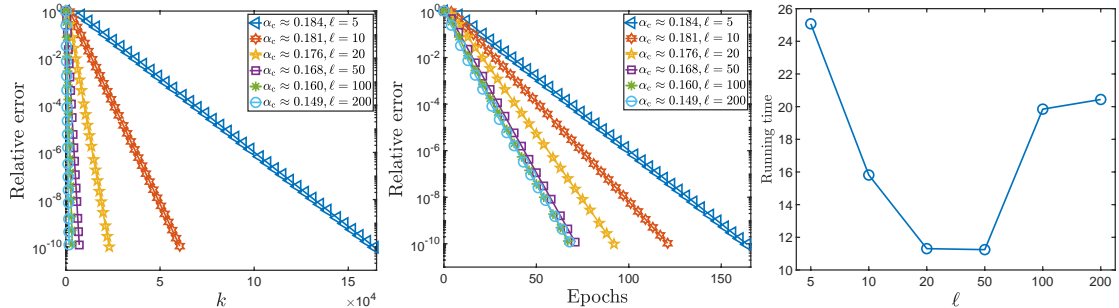 10^0
10^-2
10^-4
10^-6
10^-8
10^-10
Relative error
0
5
10
15
×10^4
k
α_c ≈ 0.184, ℓ = 5
α_c ≈ 0.181, ℓ = 10
α_c ≈ 0.176, ℓ = 20
α_c ≈ 0.168, ℓ = 50
α_c ≈ 0.160, ℓ = 100
α_c ≈ 0.149, ℓ = 200
10^0
10^-2
10^-4
10^-6
10^-8
10^-10
Relative error
0
50
100
150
Epochs
α_c ≈ 0.184, ℓ = 5
α_c ≈ 0.181, ℓ = 10
α_c ≈ 0.176, ℓ = 20
α_c ≈ 0.168, ℓ = 50
α_c ≈ 0.160, ℓ = 100
α_c ≈ 0.149, ℓ = 200
26
24
22
20
18
16
14
12
10
Running time
5
10
20
50
100
200
ℓ